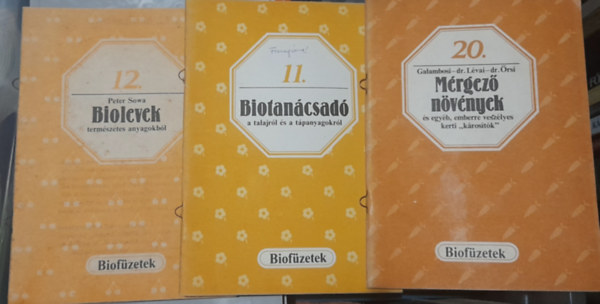 12.
Peter Sowa
Biolevek
természetes anyagokból
Biofüzetek
11.
Biotanácsadó
a talajról és a tápanyagokról
Biofüzetek
20.
Galambosi–dr. Lévai–dr. Örsi
Mérgező
növények
és egyéb, emberre veszélyes
kerti „károsítók”
Biofüzetek